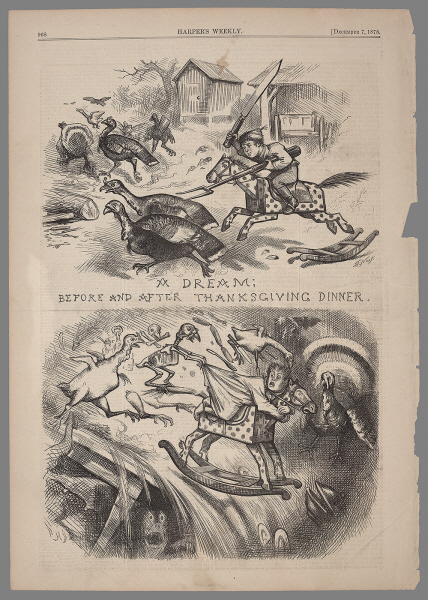 968
HARPER'S WEEKLY.
[DECEMBER 7, 1878.
A DREAM;
BEFORE AND AFTER THANKSGIVING DINNER.